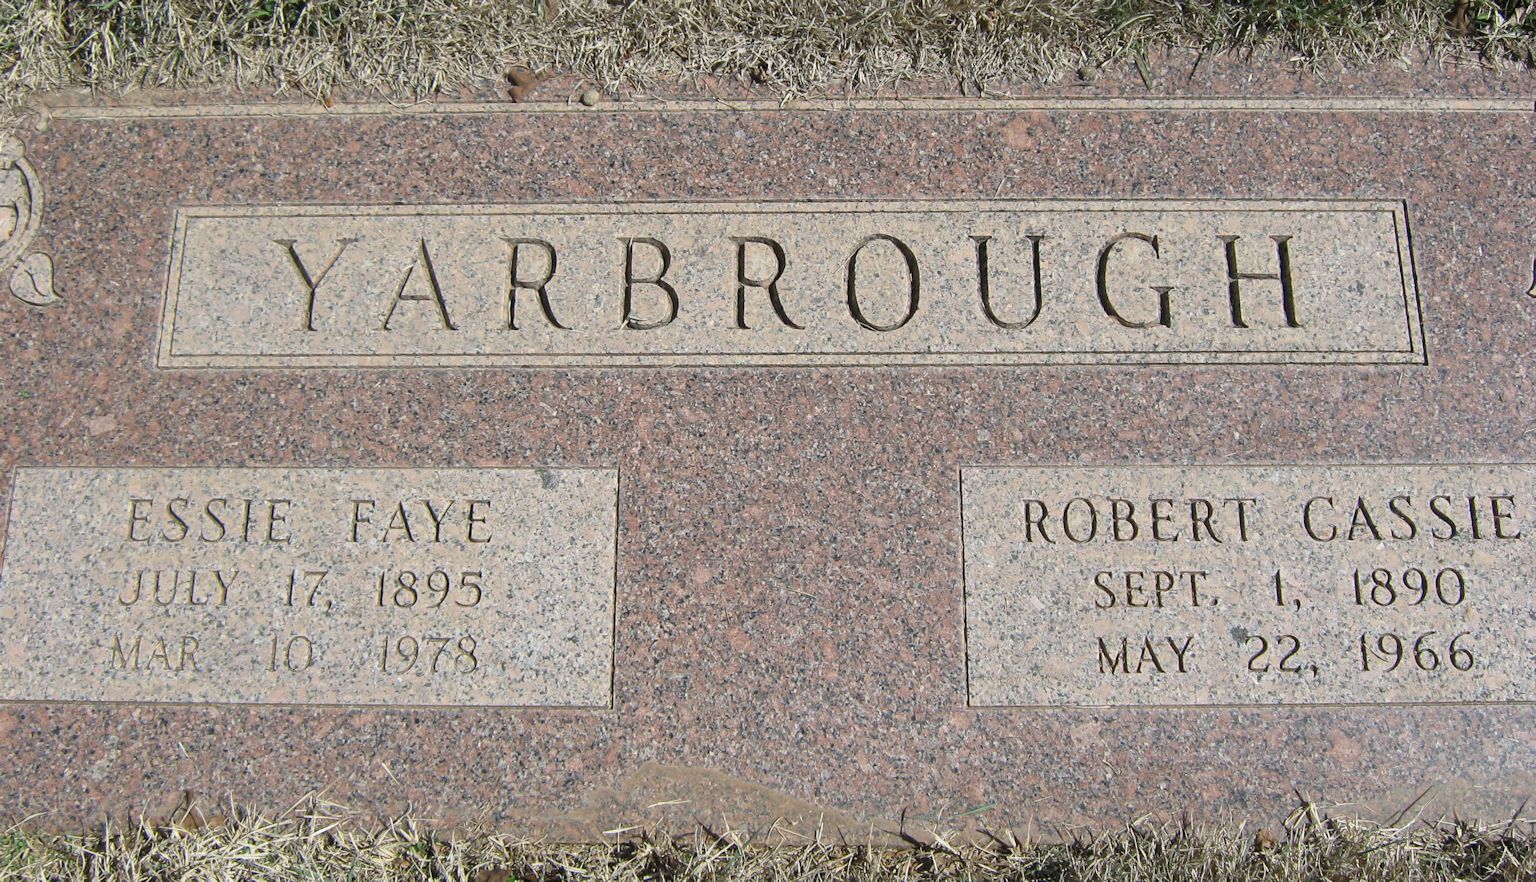 YARBROUGH
ESSIE FAYE
JULY 17, 1895
MAR 10 1978
ROBERT CASSIE
SEPT. 1, 1890
MAY 22, 1966